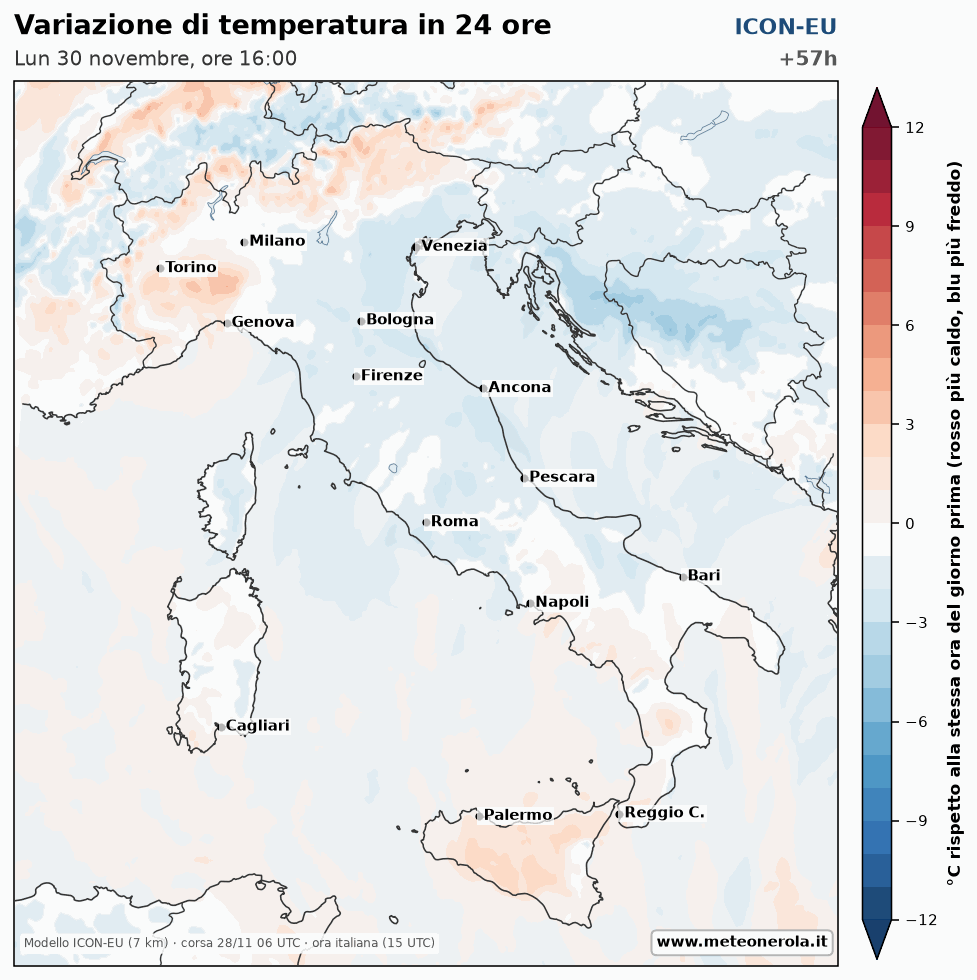 Variazione di temperatura in 24 ore
ICON-EU
Lun 30 novembre, ore 16:00
+57h
Milano
Venezia
Torino
Genova
Bologna
Firenze
Ancona
Pescara
Roma
Bari
Napoli
Cagliari
Palermo
Reggio C.
12
9
6
3
0
−3
−6
−9
−12
°C rispetto alla stessa ora del giorno prima (rosso più caldo, blu più freddo)
Modello ICON-EU (7 km) · corsa 28/11 06 UTC · ora italiana (15 UTC)
www.meteonerola.it